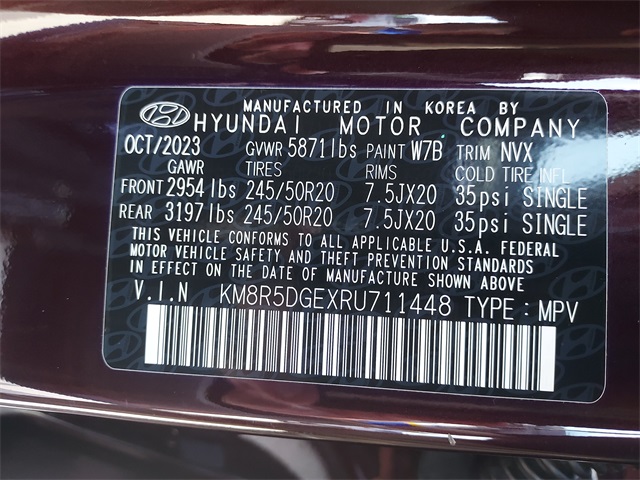 MANUFACTURED IN KOREA BY
HYUNDAI MOTOR COMPANY
OCT/2023 GVWR 5871lbs PAINT W7B TRIM NVX
GAWR TIRES RIMS COLD TIRE INFL
FRONT 2954 lbs 245/50R20 7.5JX20 35psi SINGLE
REAR 3197 lbs 245/50R20 7.5JX20 35psi SINGLE
THIS VEHICLE CONFORMS TO ALL APPLICABLE U.S.A. FEDERAL
MOTOR VEHICLE SAFETY AND THEFT PREVENTION STANDARDS
IN EFFECT ON THE DATE OF MANUFACTURE SHOWN ABOVE
V.I.N KM8R5DGEXRU711448 TYPE : MPV